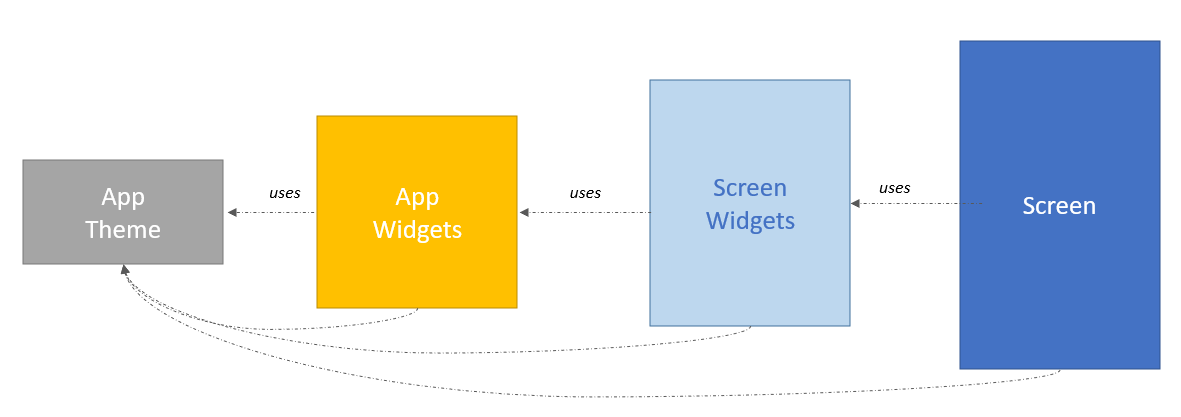 App
Theme
uses
App
Widgets
uses
Screen
Widgets
uses
Screen